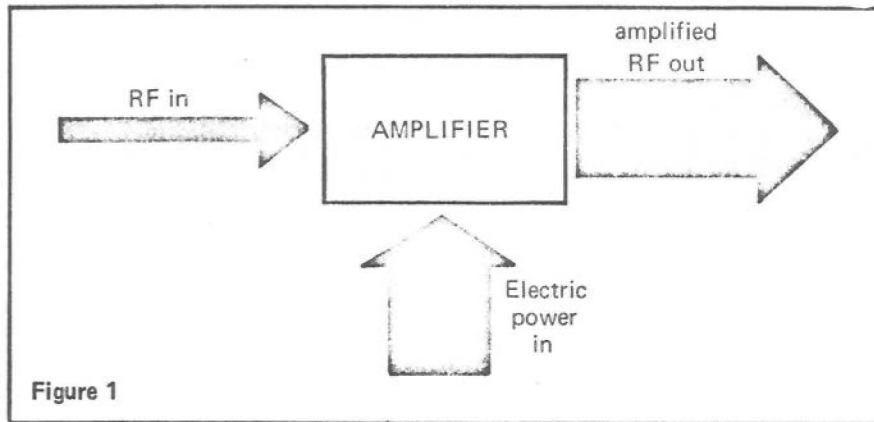 amplified
RF out
RF in
AMPLIFIER
Electric
power
in
Figure 1